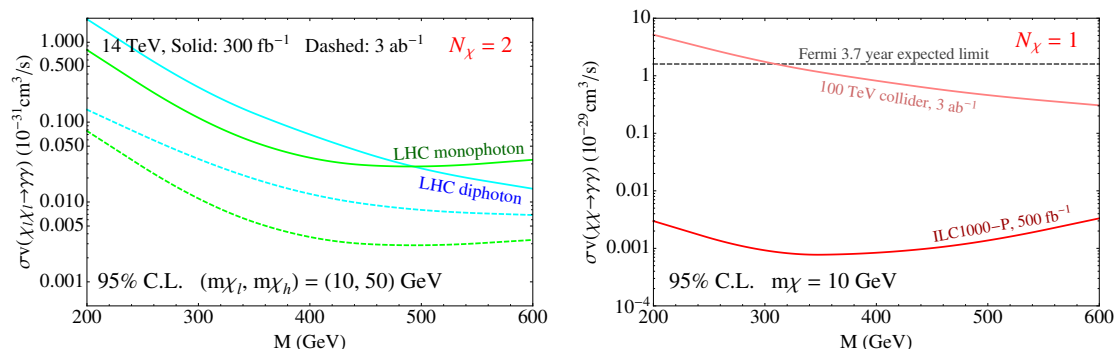 14 TeV, Solid: 300 fb⁻¹ Dashed: 3 ab⁻¹
N_χ = 2
1.000
0.500
0.100
0.050
0.010
0.005
0.001
σv(χ_lχ_l→γγ) (10⁻³¹cm³/s)
LHC monophoton
LHC diphoton
95% C.L. (mχ_l, mχ_h) = (10, 50) GeV
200 300 400 500 600
M (GeV)
N_χ = 1
Fermi 3.7 year expected limit
100 TeV collider, 3 ab⁻¹
10
1
0.1
0.01
0.001
10⁻⁴
σv(χχ→γγ) (10⁻²⁹cm³/s)
ILC1000−P, 500 fb⁻¹
95% C.L. mχ = 10 GeV
200 300 400 500 600
M (GeV)